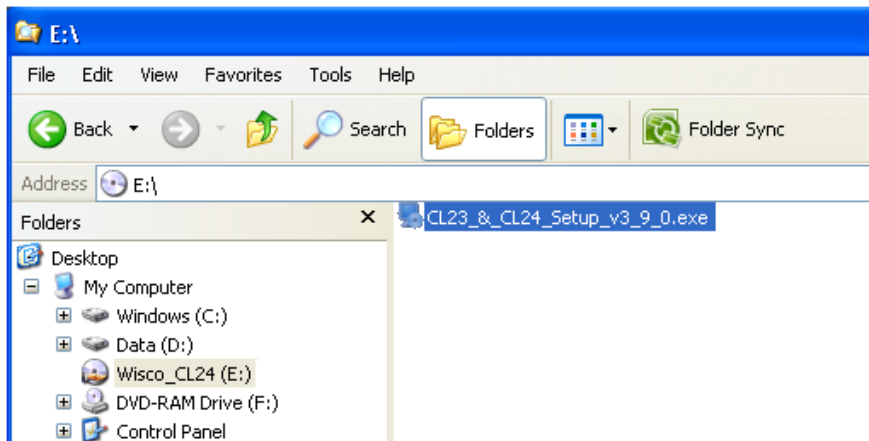 E:\
File Edit View Favorites Tools Help
Back Search Folders Folder Sync
Address E:\
Folders X CL23_&_CL24_Setup_v3_9_0.exe
Desktop
My Computer
Windows (C:)
Data (D:)
Wisco_CL24 (E:)
DVD-RAM Drive (F:)
Control Panel